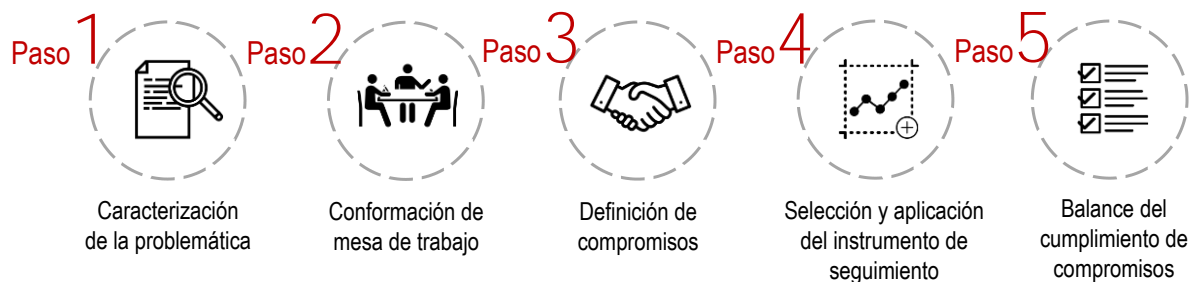 Paso 1
Caracterización
de la problemática
Paso 2
Conformación de
mesa de trabajo
Paso 3
Definición de
compromisos
Paso 4
Selección y aplicación
del instrumento de
seguimiento
Paso 5
Balance del
cumplimiento de
compromisos